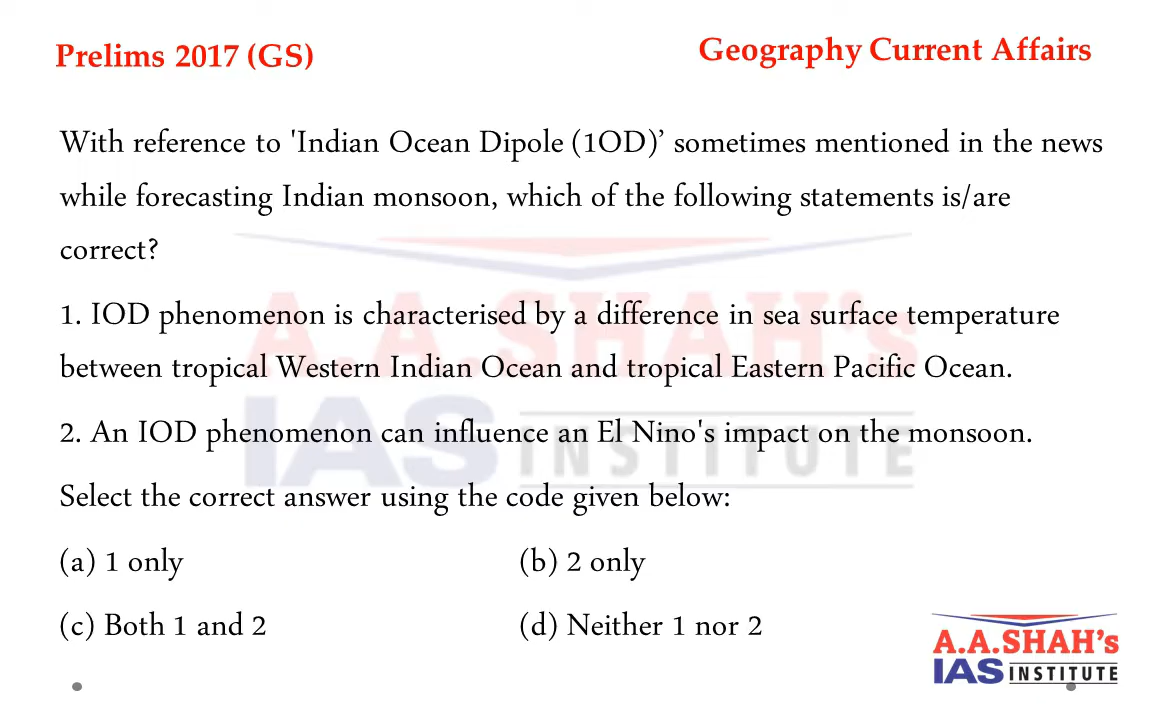 Prelims 2017 (GS)
Geography Current Affairs
With reference to 'Indian Ocean Dipole (1OD)’ sometimes mentioned in the news
while forecasting Indian monsoon, which of the following statements is/are
correct?
1. IOD phenomenon is characterised by a difference in sea surface temperature
between tropical Western Indian Ocean and tropical Eastern Pacific Ocean.
2. An IOD phenomenon can influence an El Nino's impact on the monsoon.
Select the correct answer using the code given below:
(a) 1 only
(b) 2 only
(c) Both 1 and 2
(d) Neither 1 nor 2
A.A.SHAH's
IAS INSTITUTE
A.A.SHAH's
IAS INSTITUTE